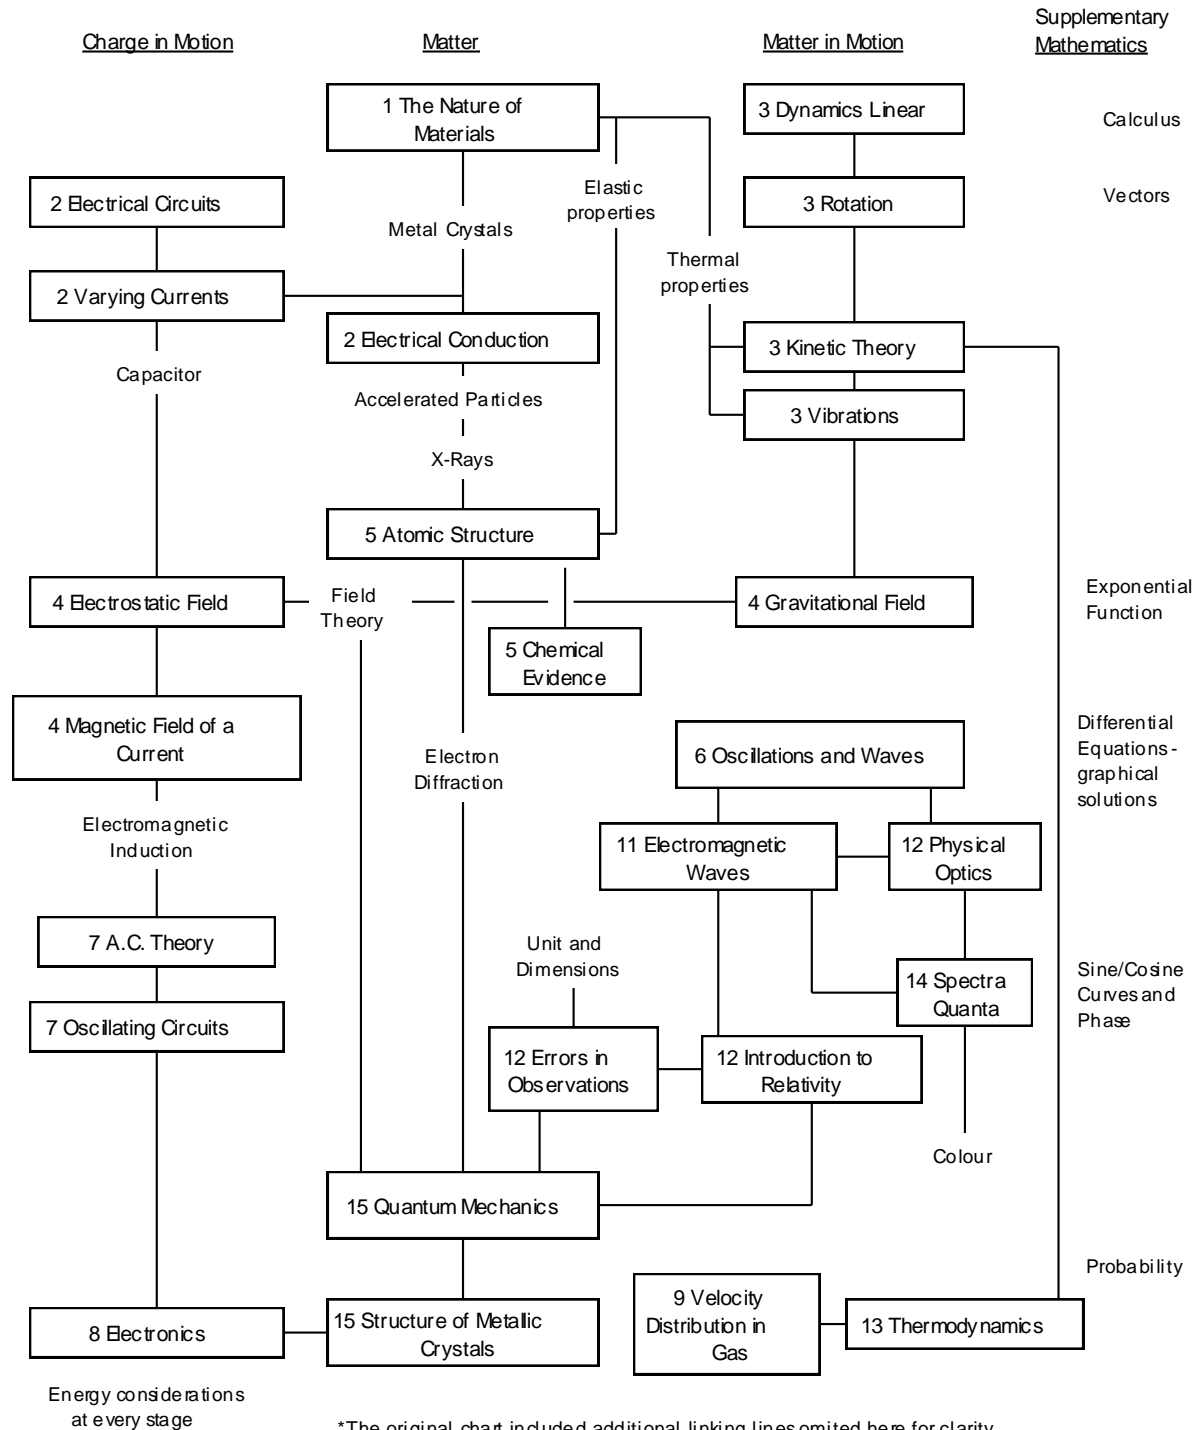 Supplementary
Mathematics
Charge in Motion
Matter
Matter in Motion
1 The Nature of
Materials
3 Dynamics Linear
Calculus
2 Electrical Circuits
Elastic
properties
3 Rotation
Vectors
Metal Crystals
Thermal
properties
2 Varying Currents
2 Electrical Conduction
3 Kinetic Theory
Capacitor
Accelerated Particles
3 Vibrations
X-Rays
5 Atomic Structure
4 Electrostatic Field
Field
Theory
4 Gravitational Field
Exponential
Function
5 Chemical
Evidence
4 Magnetic Field of a
Current
Electron
Diffraction
6 Oscillations and Waves
Differential
Equations-
graphical
solutions
Electromagnetic
Induction
11 Electromagnetic
Waves
12 Physical
Optics
7 A.C. Theory
Unit and
Dimensions
14 Spectra
Quanta
Sine/Cosine
Curves and
Phase
7 Oscillating Circuits
12 Errors in
Observations
12 Introduction to
Relativity
Colour
15 Quantum Mechanics
Probability
9 Velocity
Distribution in
Gas
13 Thermodynamics
8 Electronics
15 Structure of Metallic
Crystals
Energy considerations
at every stage
*The original chart included additional linking lines omited here for clarity